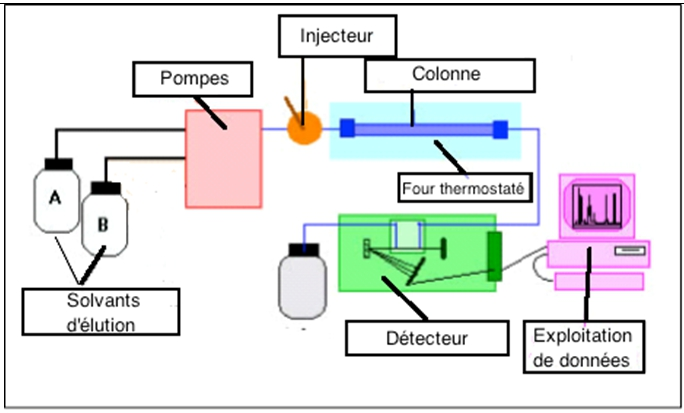 Injecteur
Colonne
Pompes
Four thermostaté
A
B
Solvants
d'élution
Détecteur
Exploitation
de données